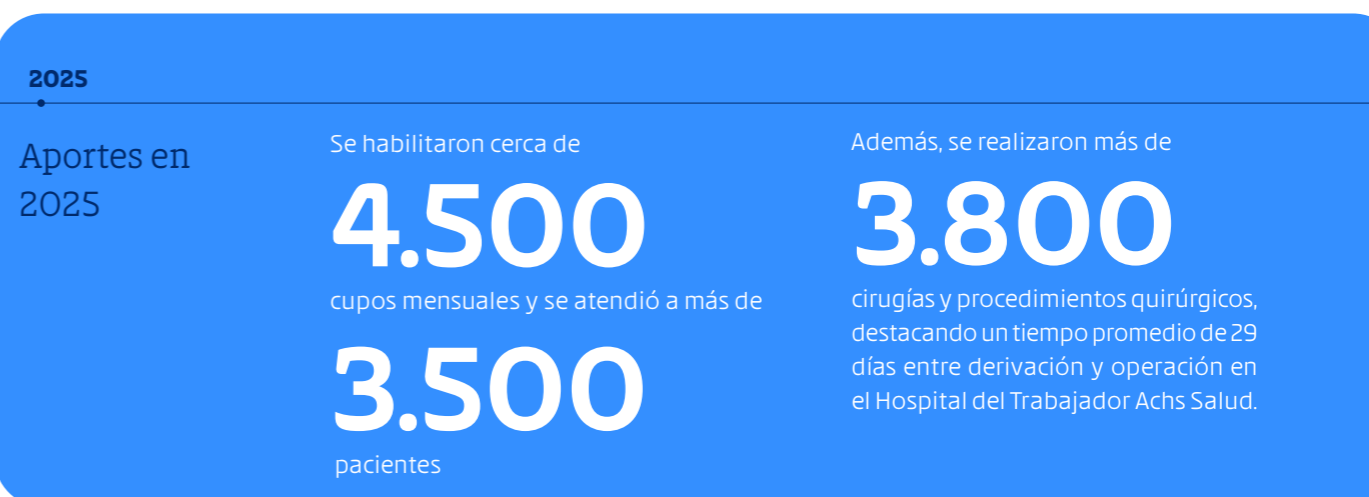 2025
Aportes en
2025
Se habilitaron cerca de
4.500
cupos mensuales y se atendió a más de
3.500
pacientes
Además, se realizaron más de
3.800
cirugías y procedimientos quirúrgicos,
destacando un tiempo promedio de 29
días entre derivación y operación en
el Hospital del Trabajador Achs Salud.